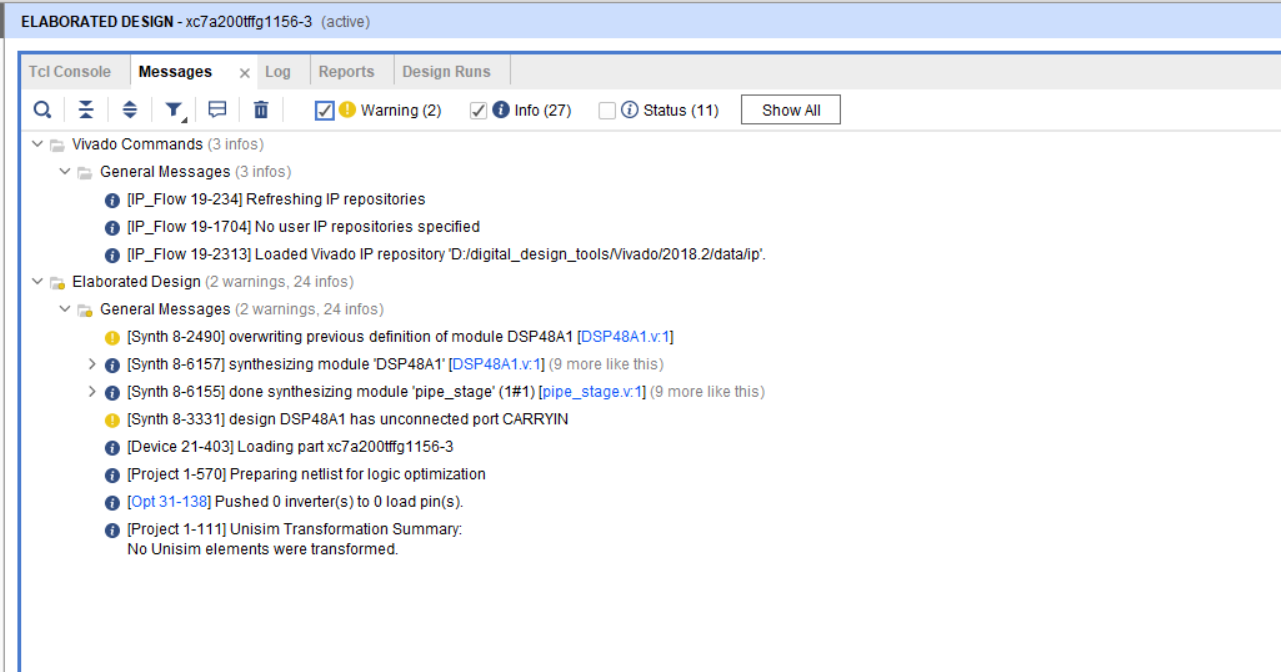 ELABORATED DESIGN - xc7a200tffg1156-3 (active)
Tcl Console Messages × Log Reports Design Runs
Warning (2) Info (27) Status (11) Show All
Vivado Commands (3 infos)
General Messages (3 infos)
[IP_Flow 19-234] Refreshing IP repositories
[IP_Flow 19-1704] No user IP repositories specified
[IP_Flow 19-2313] Loaded Vivado IP repository 'D:/digital_design_tools/Vivado/2018.2/data/ip'.
Elaborated Design (2 warnings, 24 infos)
General Messages (2 warnings, 24 infos)
[Synth 8-2490] overwriting previous definition of module DSP48A1 [DSP48A1.v:1]
[Synth 8-6157] synthesizing module 'DSP48A1' [DSP48A1.v:1] (9 more like this)
[Synth 8-6155] done synthesizing module 'pipe_stage' (1#1) [pipe_stage.v:1] (9 more like this)
[Synth 8-3331] design DSP48A1 has unconnected port CARRYIN
[Device 21-403] Loading part xc7a200tffg1156-3
[Project 1-570] Preparing netlist for logic optimization
[Opt 31-138] Pushed 0 inverter(s) to 0 load pin(s).
[Project 1-111] Unisim Transformation Summary:
No Unisim elements were transformed.